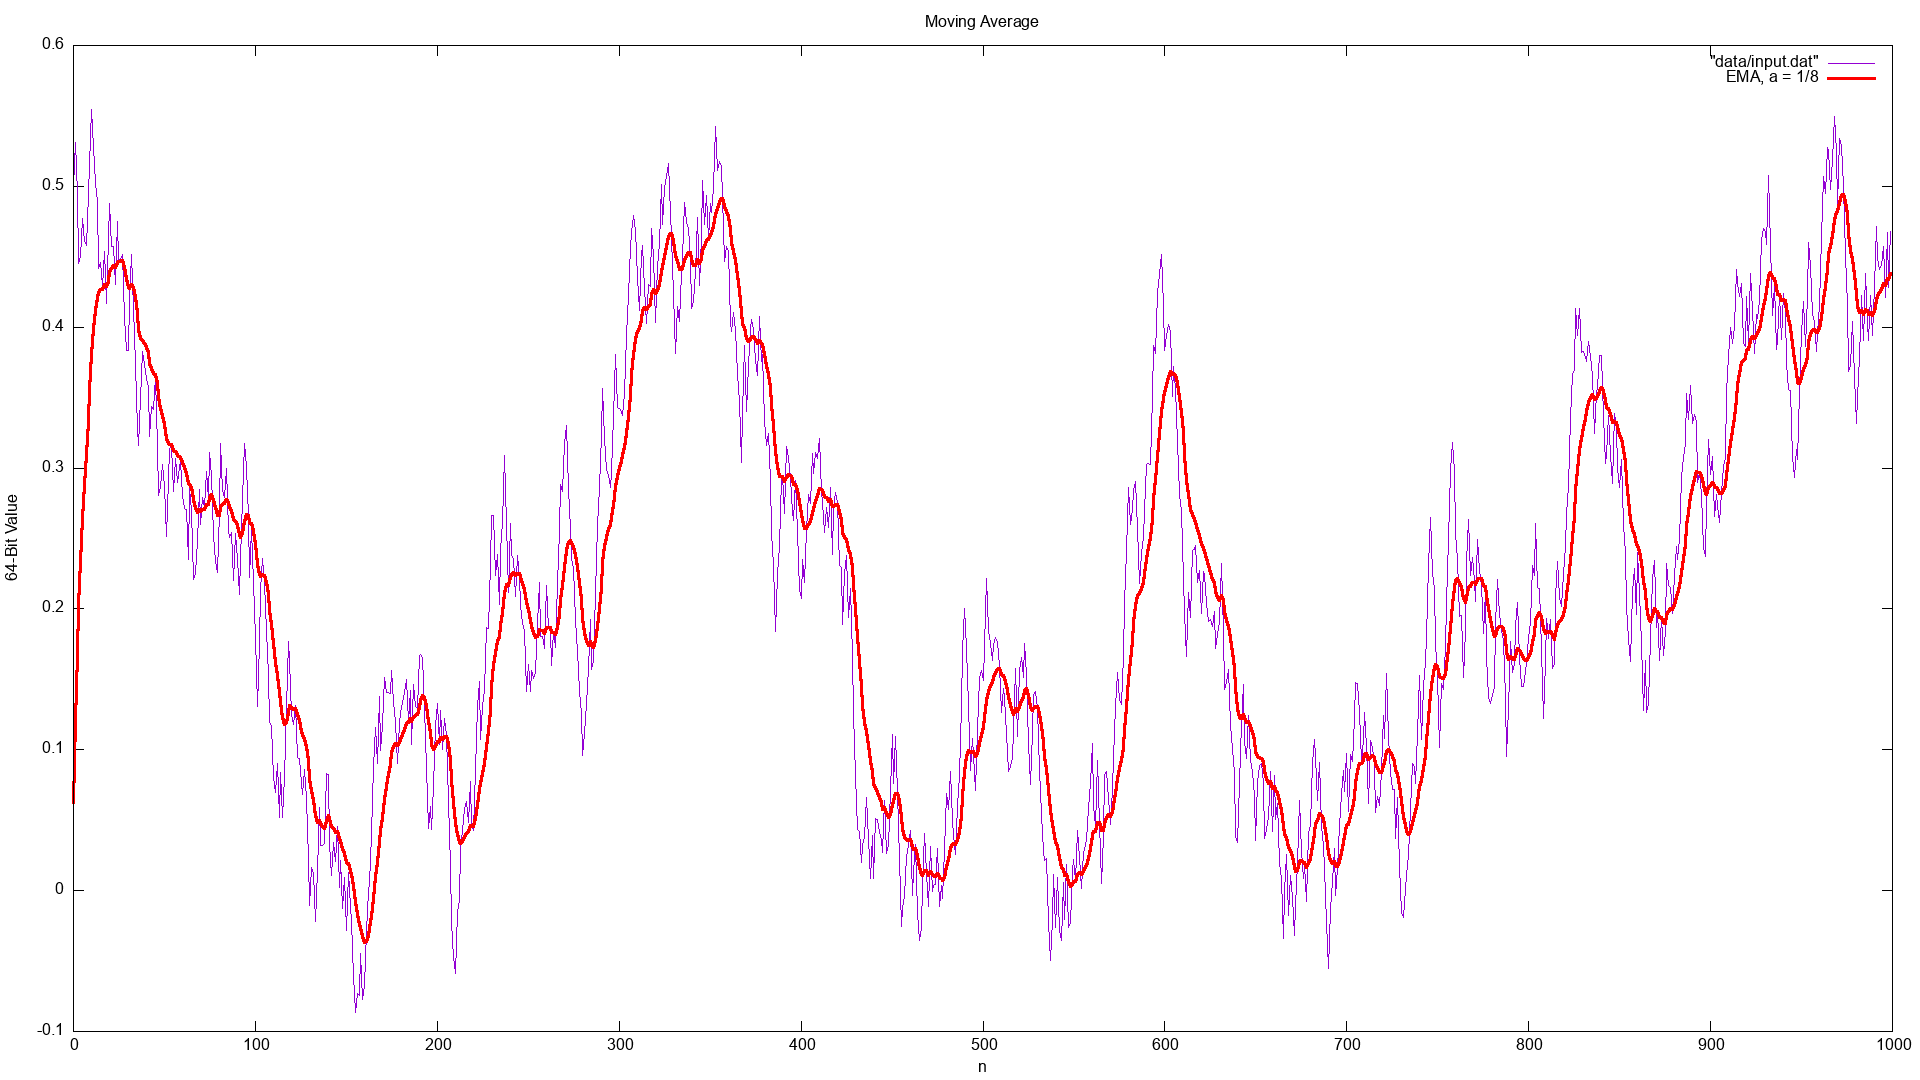 Moving Average
"data/input.dat"
EMA, a = 1/8
0.6
0.5
0.4
0.3
0.2
0.1
0
-0.1
64-Bit Value
0 100 200 300 400 500 600 700 800 900 1000
n